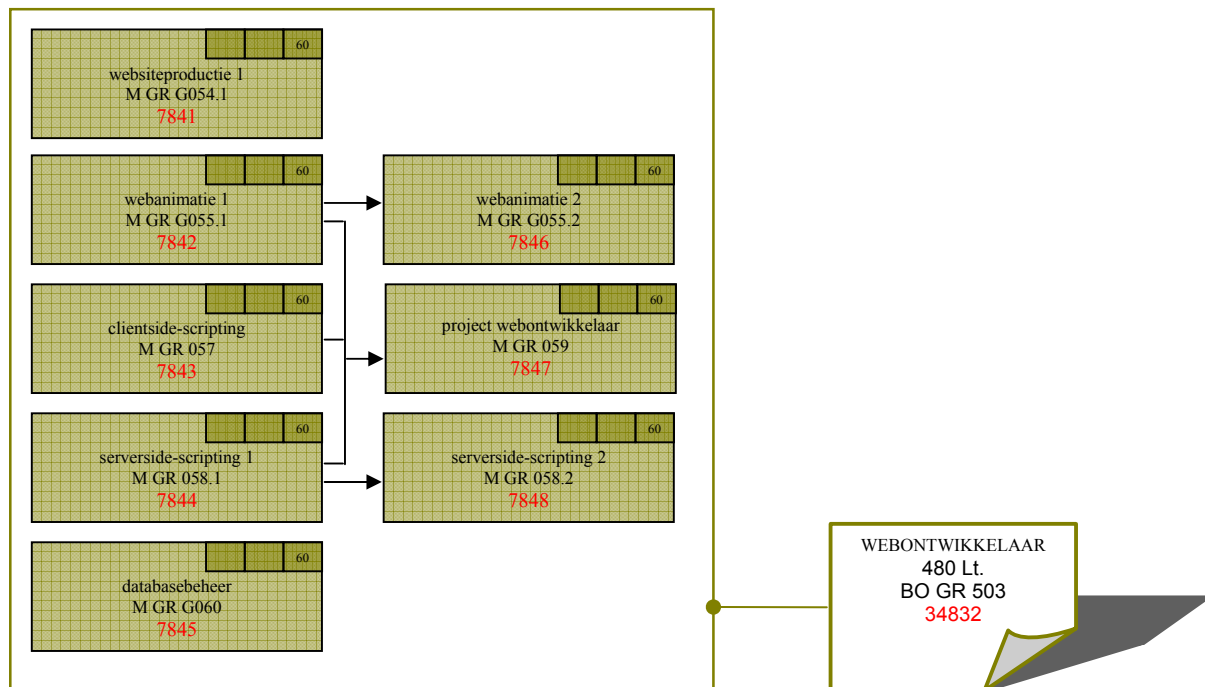 60
websiteproductie 1
M GR G054.1
7841
60
webanimatie 1
M GR G055.1
7842
60
webanimatie 2
M GR G055.2
7846
60
clientside-scripting
M GR 057
7843
60
project webontwikkelaar
M GR 059
7847
60
serverside-scripting 1
M GR 058.1
7844
60
serverside-scripting 2
M GR 058.2
7848
60
databasebeheer
M GR G060
7845
WEBONTWIKKELAAR
480 Lt.
BO GR 503
34832